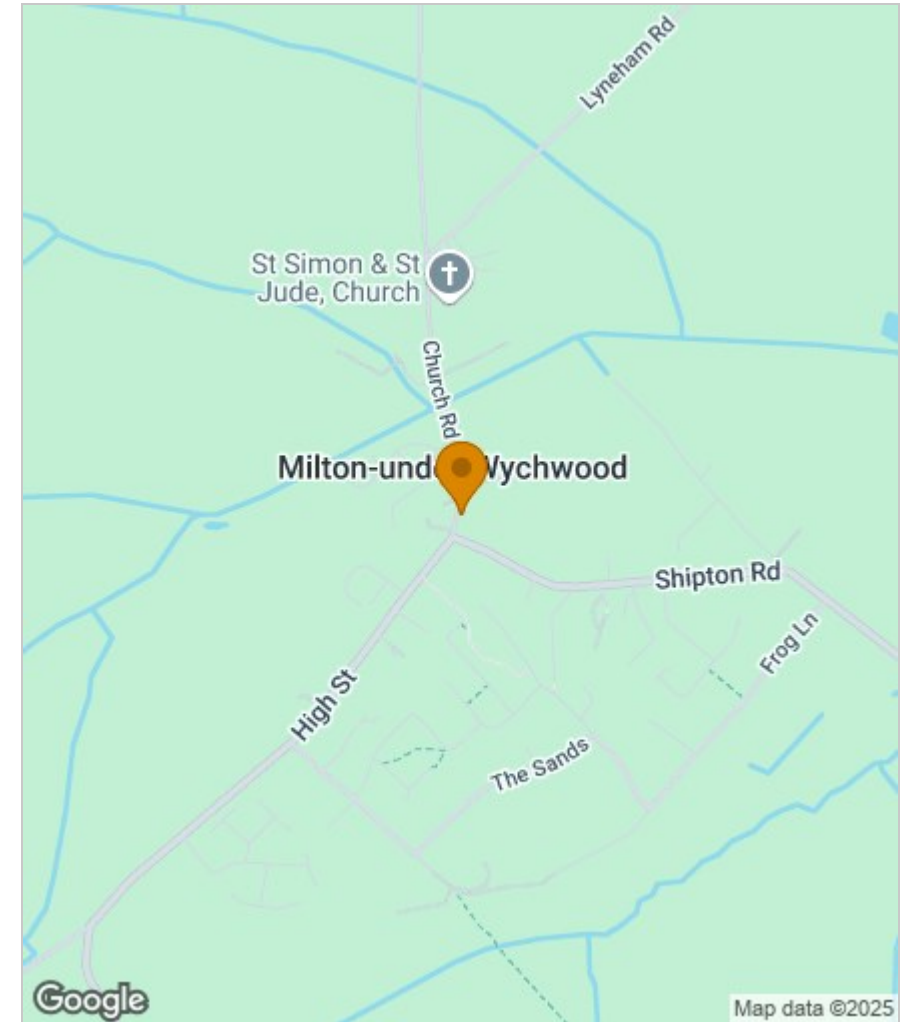 Lyneham Rd
St Simon & St
Jude, Church
Church Rd
Milton-under-Wychwood
Shipton Rd
Frog Ln
High St
The Sands
Google
Map data ©2025